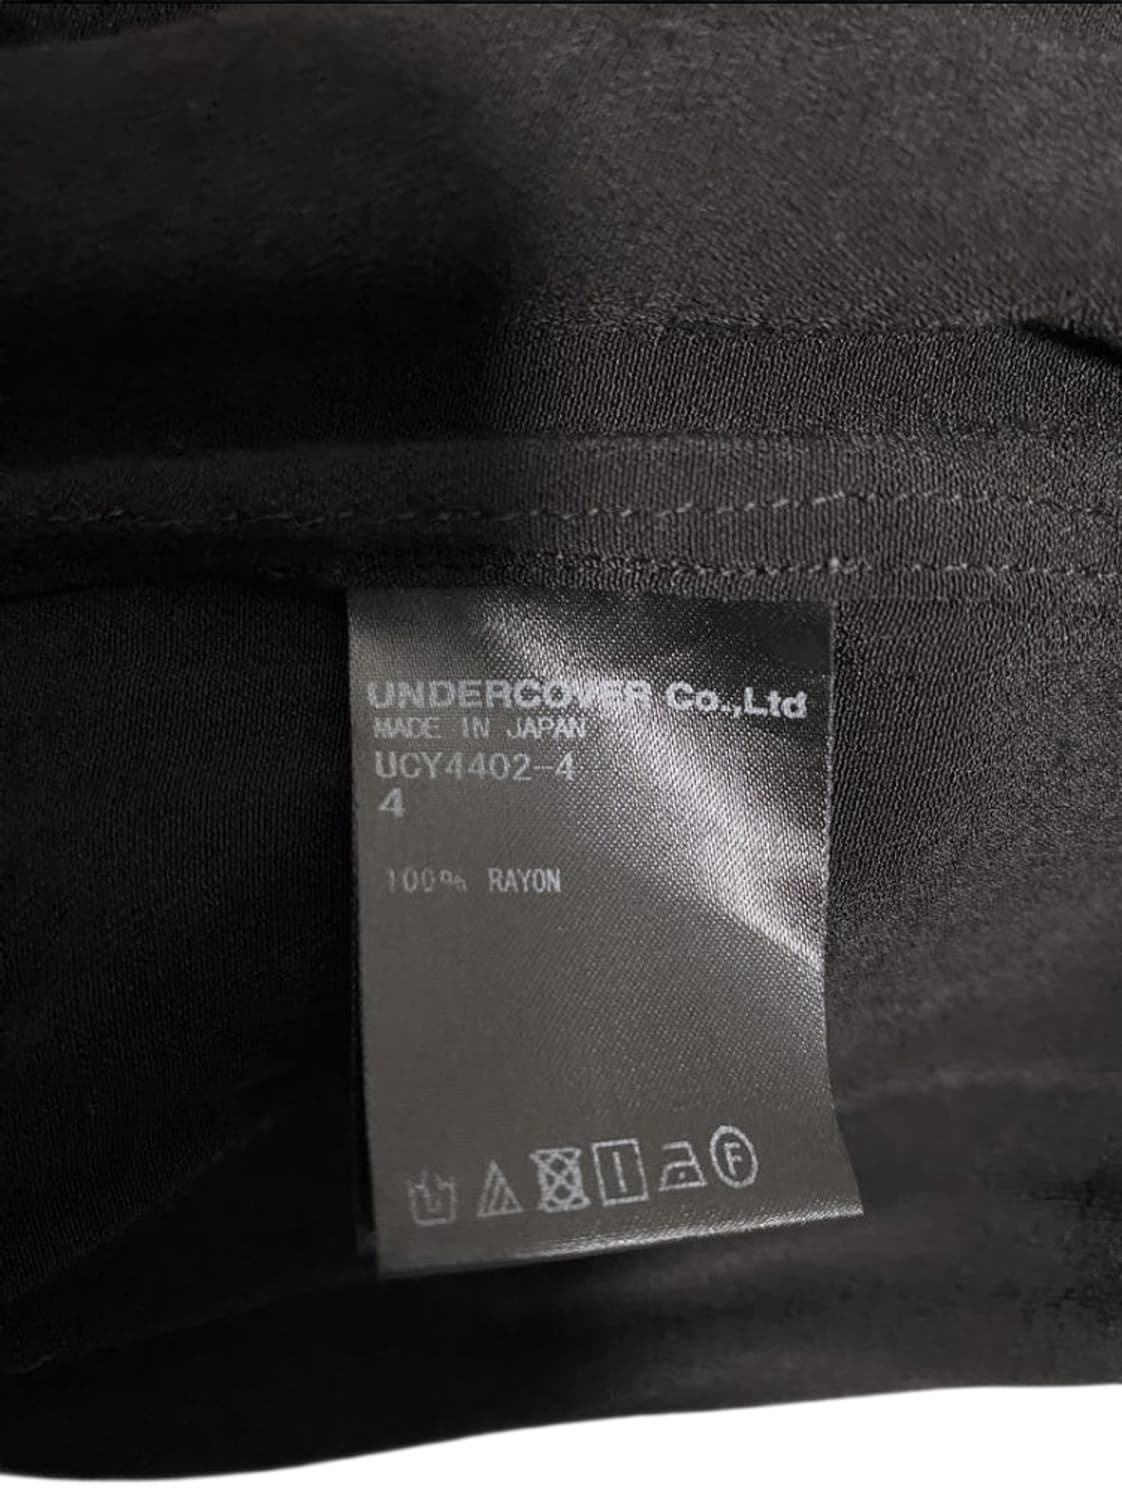 UNDERCOVER Co.,Ltd
MADE IN JAPAN
UCY4402-4
4
100% RAYON
F